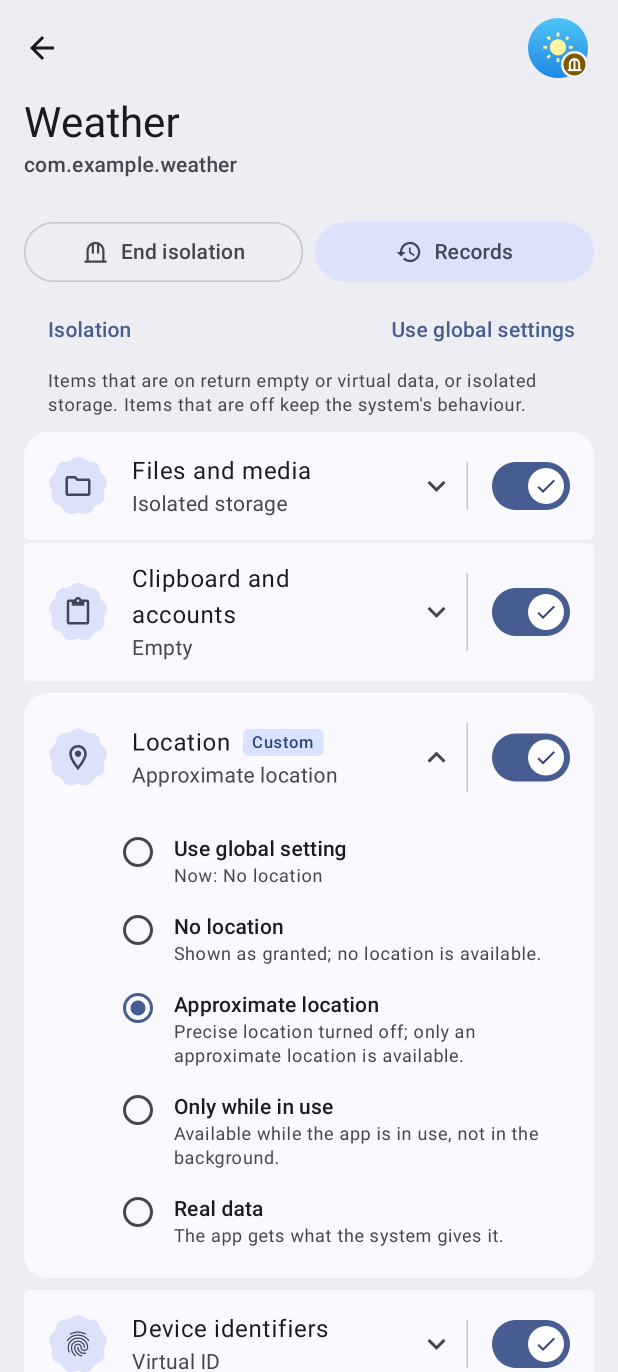 Weather
com.example.weather
End isolation
Records
Isolation
Use global settings
Items that are on return empty or virtual data, or isolated
storage. Items that are off keep the system's behaviour.
Files and media
Isolated storage
Clipboard and
accounts
Empty
Location
Custom
Approximate location
Use global setting
Now: No location
No location
Shown as granted; no location is available.
Approximate location
Precise location turned off; only an
approximate location is available.
Only while in use
Available while the app is in use, not in the
background.
Real data
The app gets what the system gives it.
Device identifiers
Virtual ID